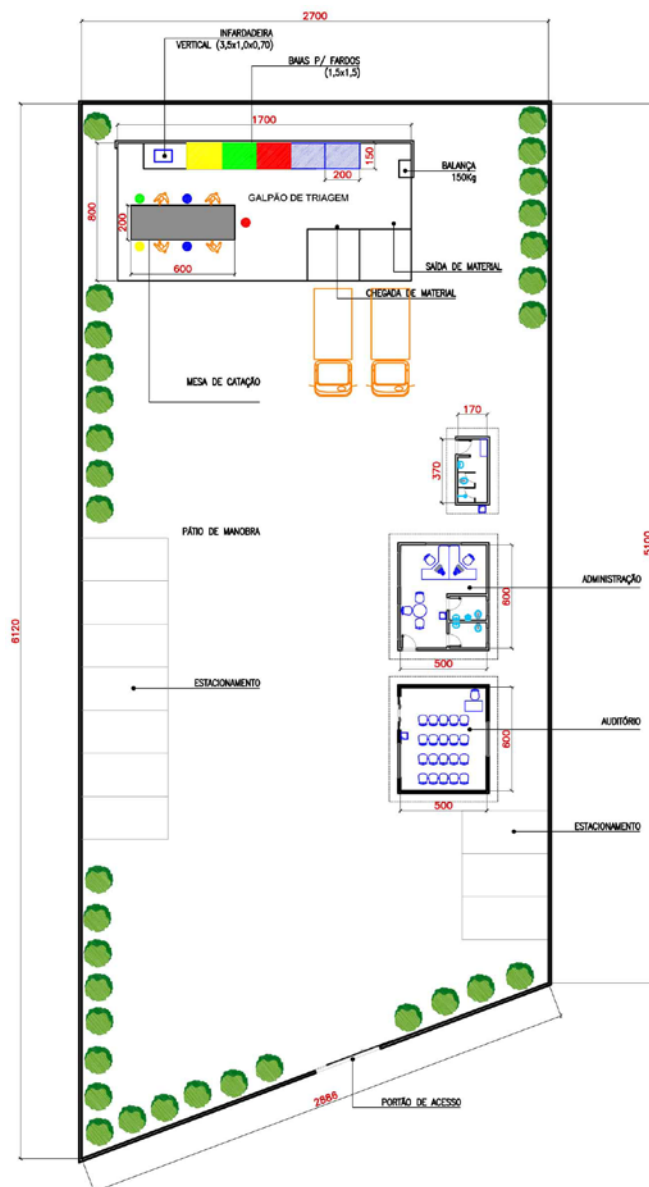 2700
INFARDADEIRA
VERTICAL (3,5x1,0x0,70)
BAIAS P/ FARDOS
(1,5x1,5)
1700
150
200
BALANÇA
150Kg
GALPÃO DE TRIAGEM
800
200
600
SAÍDA DE MATERIAL
CHEGADA DE MATERIAL
MESA DE CATAÇÃO
170
370
PÁTIO DE MANOBRA
5100
ADMINISTRAÇÃO
600
500
6120
ESTACIONAMENTO
AUDITÓRIO
600
500
ESTACIONAMENTO
2886
PORTÃO DE ACESSO